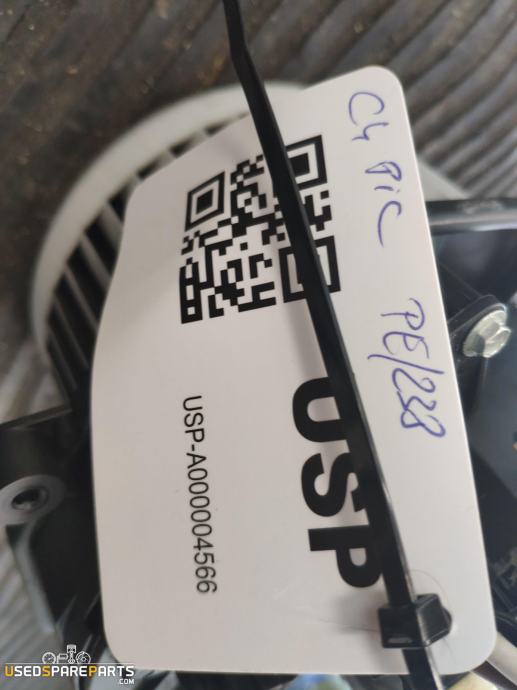 C4 PIC PE/238
USP
USP-A000004566
USEDSPAREPARTS
.COM